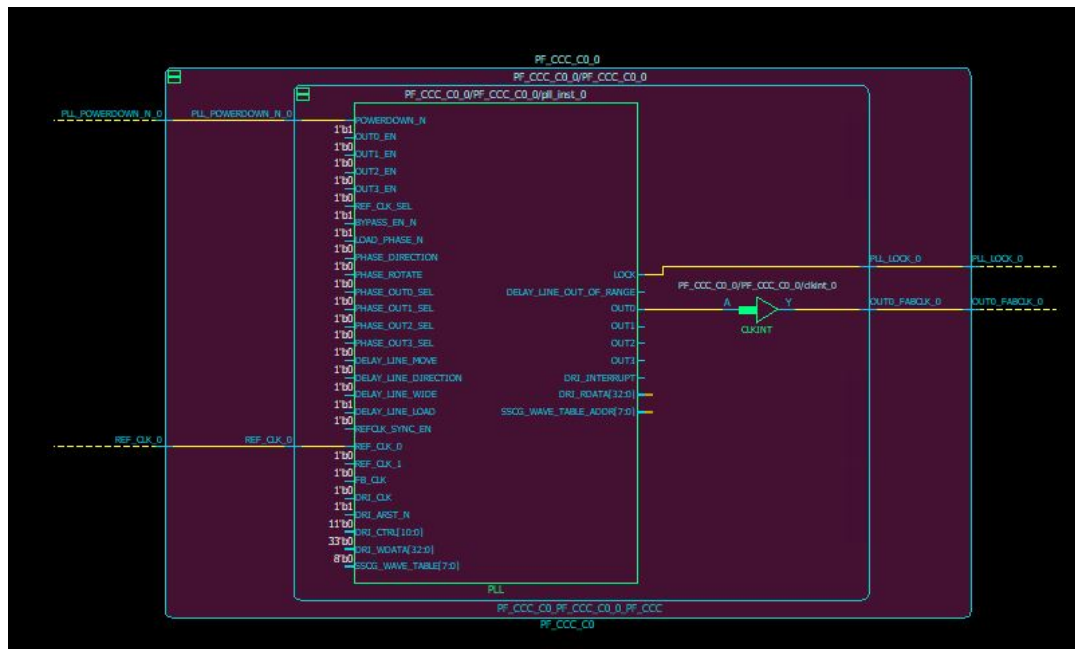 PF_CCC_C0_0
PF_CCC_C0_0/PF_CCC_C0_0
PF_CCC_C0_0/PF_CCC_C0_0/pll_inst_0
PLL_POWERDOWN_N_0 PLL_POWERDOWN_N_0 POWERDOWN_N
1'b1 OUT0_EN
1'b0 OUT1_EN
1'b0 OUT2_EN
1'b0 OUT3_EN
1'b0 REF_CLK_SEL
1'b1 BYPASS_EN_N
1'b1 LOAD_PHASE_N
1'b0 PHASE_DIRECTION
PLL_LOCK_0 PLL_LOCK_0
1'b0 PHASE_ROTATE LOCK
PF_CCC_C0_0/PF_CCC_C0_0/clkint_0
1'b0 PHASE_OUT0_SEL DELAY_LINE_OUT_OF_RANGE
1'b0 PHASE_OUT1_SEL OUT0 A Y OUT0_FABCLK_0 OUT0_FABCLK_0
1'b0 PHASE_OUT2_SEL OUT1 CLKINT
1'b0 PHASE_OUT3_SEL OUT2
1'b0 DELAY_LINE_MOVE OUT3
1'b0 DELAY_LINE_DIRECTION DRI_INTERRUPT
1'b0 DELAY_LINE_WIDE DRI_RDATA[32:0]
1'b1 DELAY_LINE_LOAD SSCG_WAVE_TABLE_ADDR[7:0]
1'b0 REFCLK_SYNC_EN
REF_CLK_0 REF_CLK_0 REF_CLK_0
1'b0 REF_CLK_1
1'b0 FB_CLK
1'b0 DRI_CLK
1'b1 DRI_ARST_N
11'b0 DRI_CTRL[10:0]
33'b0 DRI_WDATA[32:0]
8'b0 SSCG_WAVE_TABLE[7:0]
PLL
PF_CCC_C0_PF_CCC_C0_0_PF_CCC
PF_CCC_C0